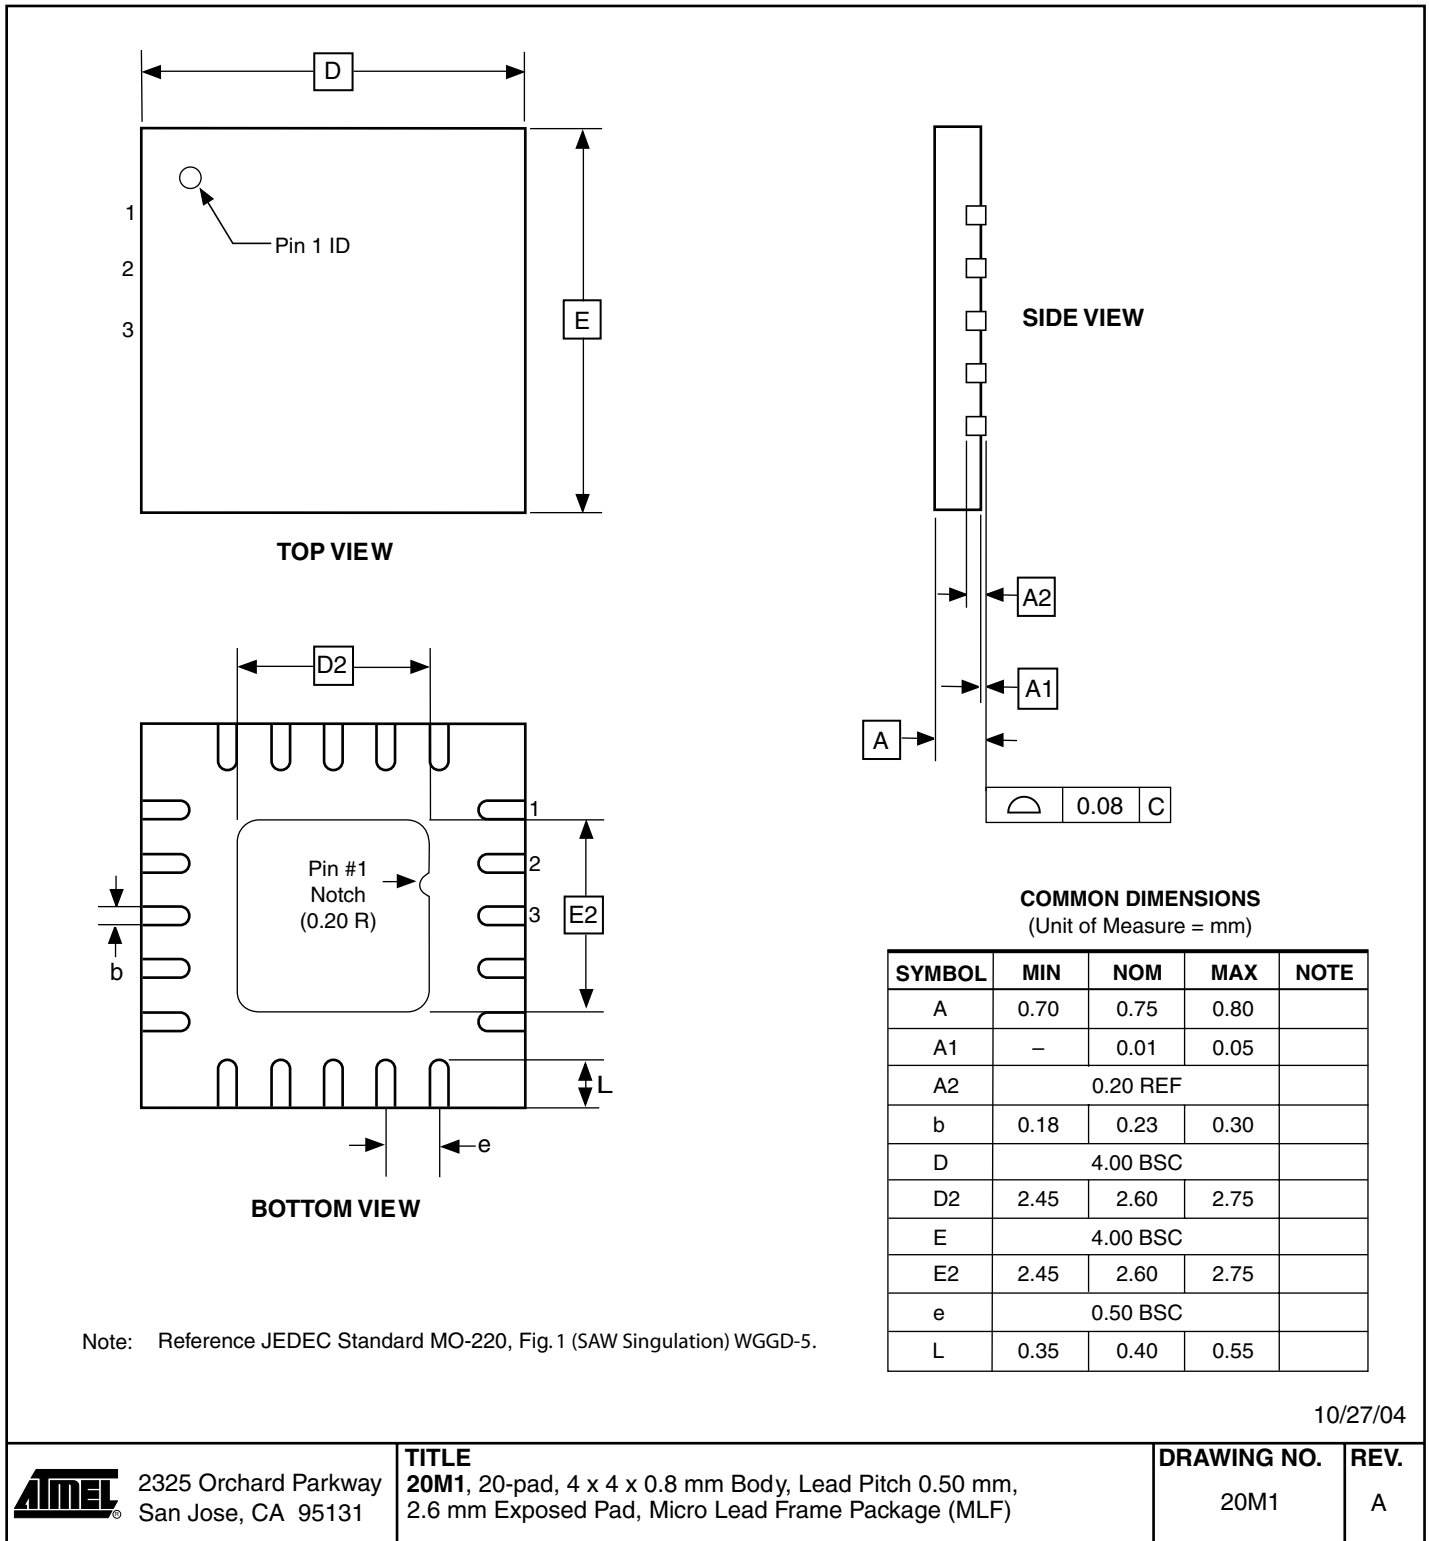 D
1
2
3
Pin 1 ID
E
TOP VIEW
SIDE VIEW
A2
A1
A
0.08 C
D2
1
2
3
Pin #1
Notch
(0.20 R)
E2
b
L
e
BOTTOM VIEW
COMMON DIMENSIONS
(Unit of Measure = mm)
SYMBOL MIN NOM MAX NOTE
A 0.70 0.75 0.80
A1 – 0.01 0.05
A2 0.20 REF
b 0.18 0.23 0.30
D 4.00 BSC
D2 2.45 2.60 2.75
E 4.00 BSC
E2 2.45 2.60 2.75
e 0.50 BSC
L 0.35 0.40 0.55
Note: Reference JEDEC Standard MO-220, Fig. 1 (SAW Singulation) WGGD-5.
10/27/04
ATMEL ®
2325 Orchard Parkway
San Jose, CA 95131
TITLE
20M1, 20-pad, 4 x 4 x 0.8 mm Body, Lead Pitch 0.50 mm,
2.6 mm Exposed Pad, Micro Lead Frame Package (MLF)
DRAWING NO.
20M1
REV.
A